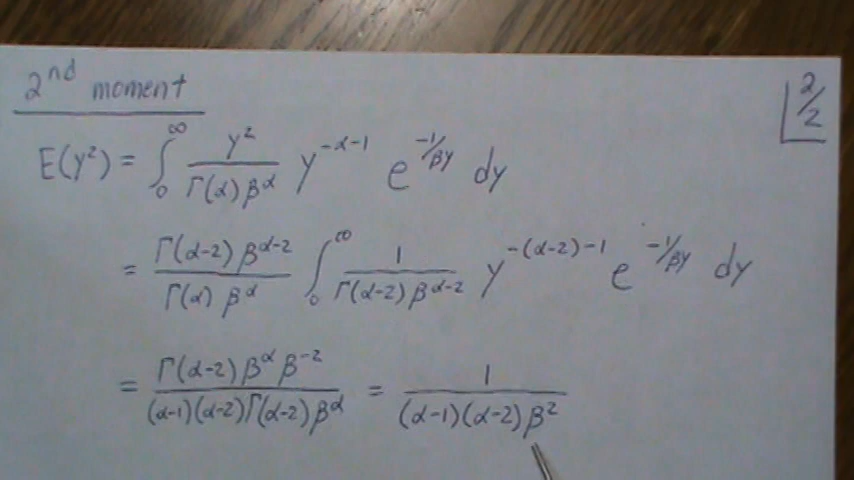 2nd moment
2/2
E(y²) = ∫₀^∞ y²/(Γ(α) β^α) y^(-α-1) e^(-1/βy) dy
= Γ(α-2) β^(α-2)/(Γ(α) β^α) ∫₀^∞ 1/(Γ(α-2) β^(α-2)) y^(-(α-2)-1) e^(-1/βy) dy
= Γ(α-2) β^α β^(-2)/((α-1)(α-2)Γ(α-2) β^α) = 1/((α-1)(α-2) β²)